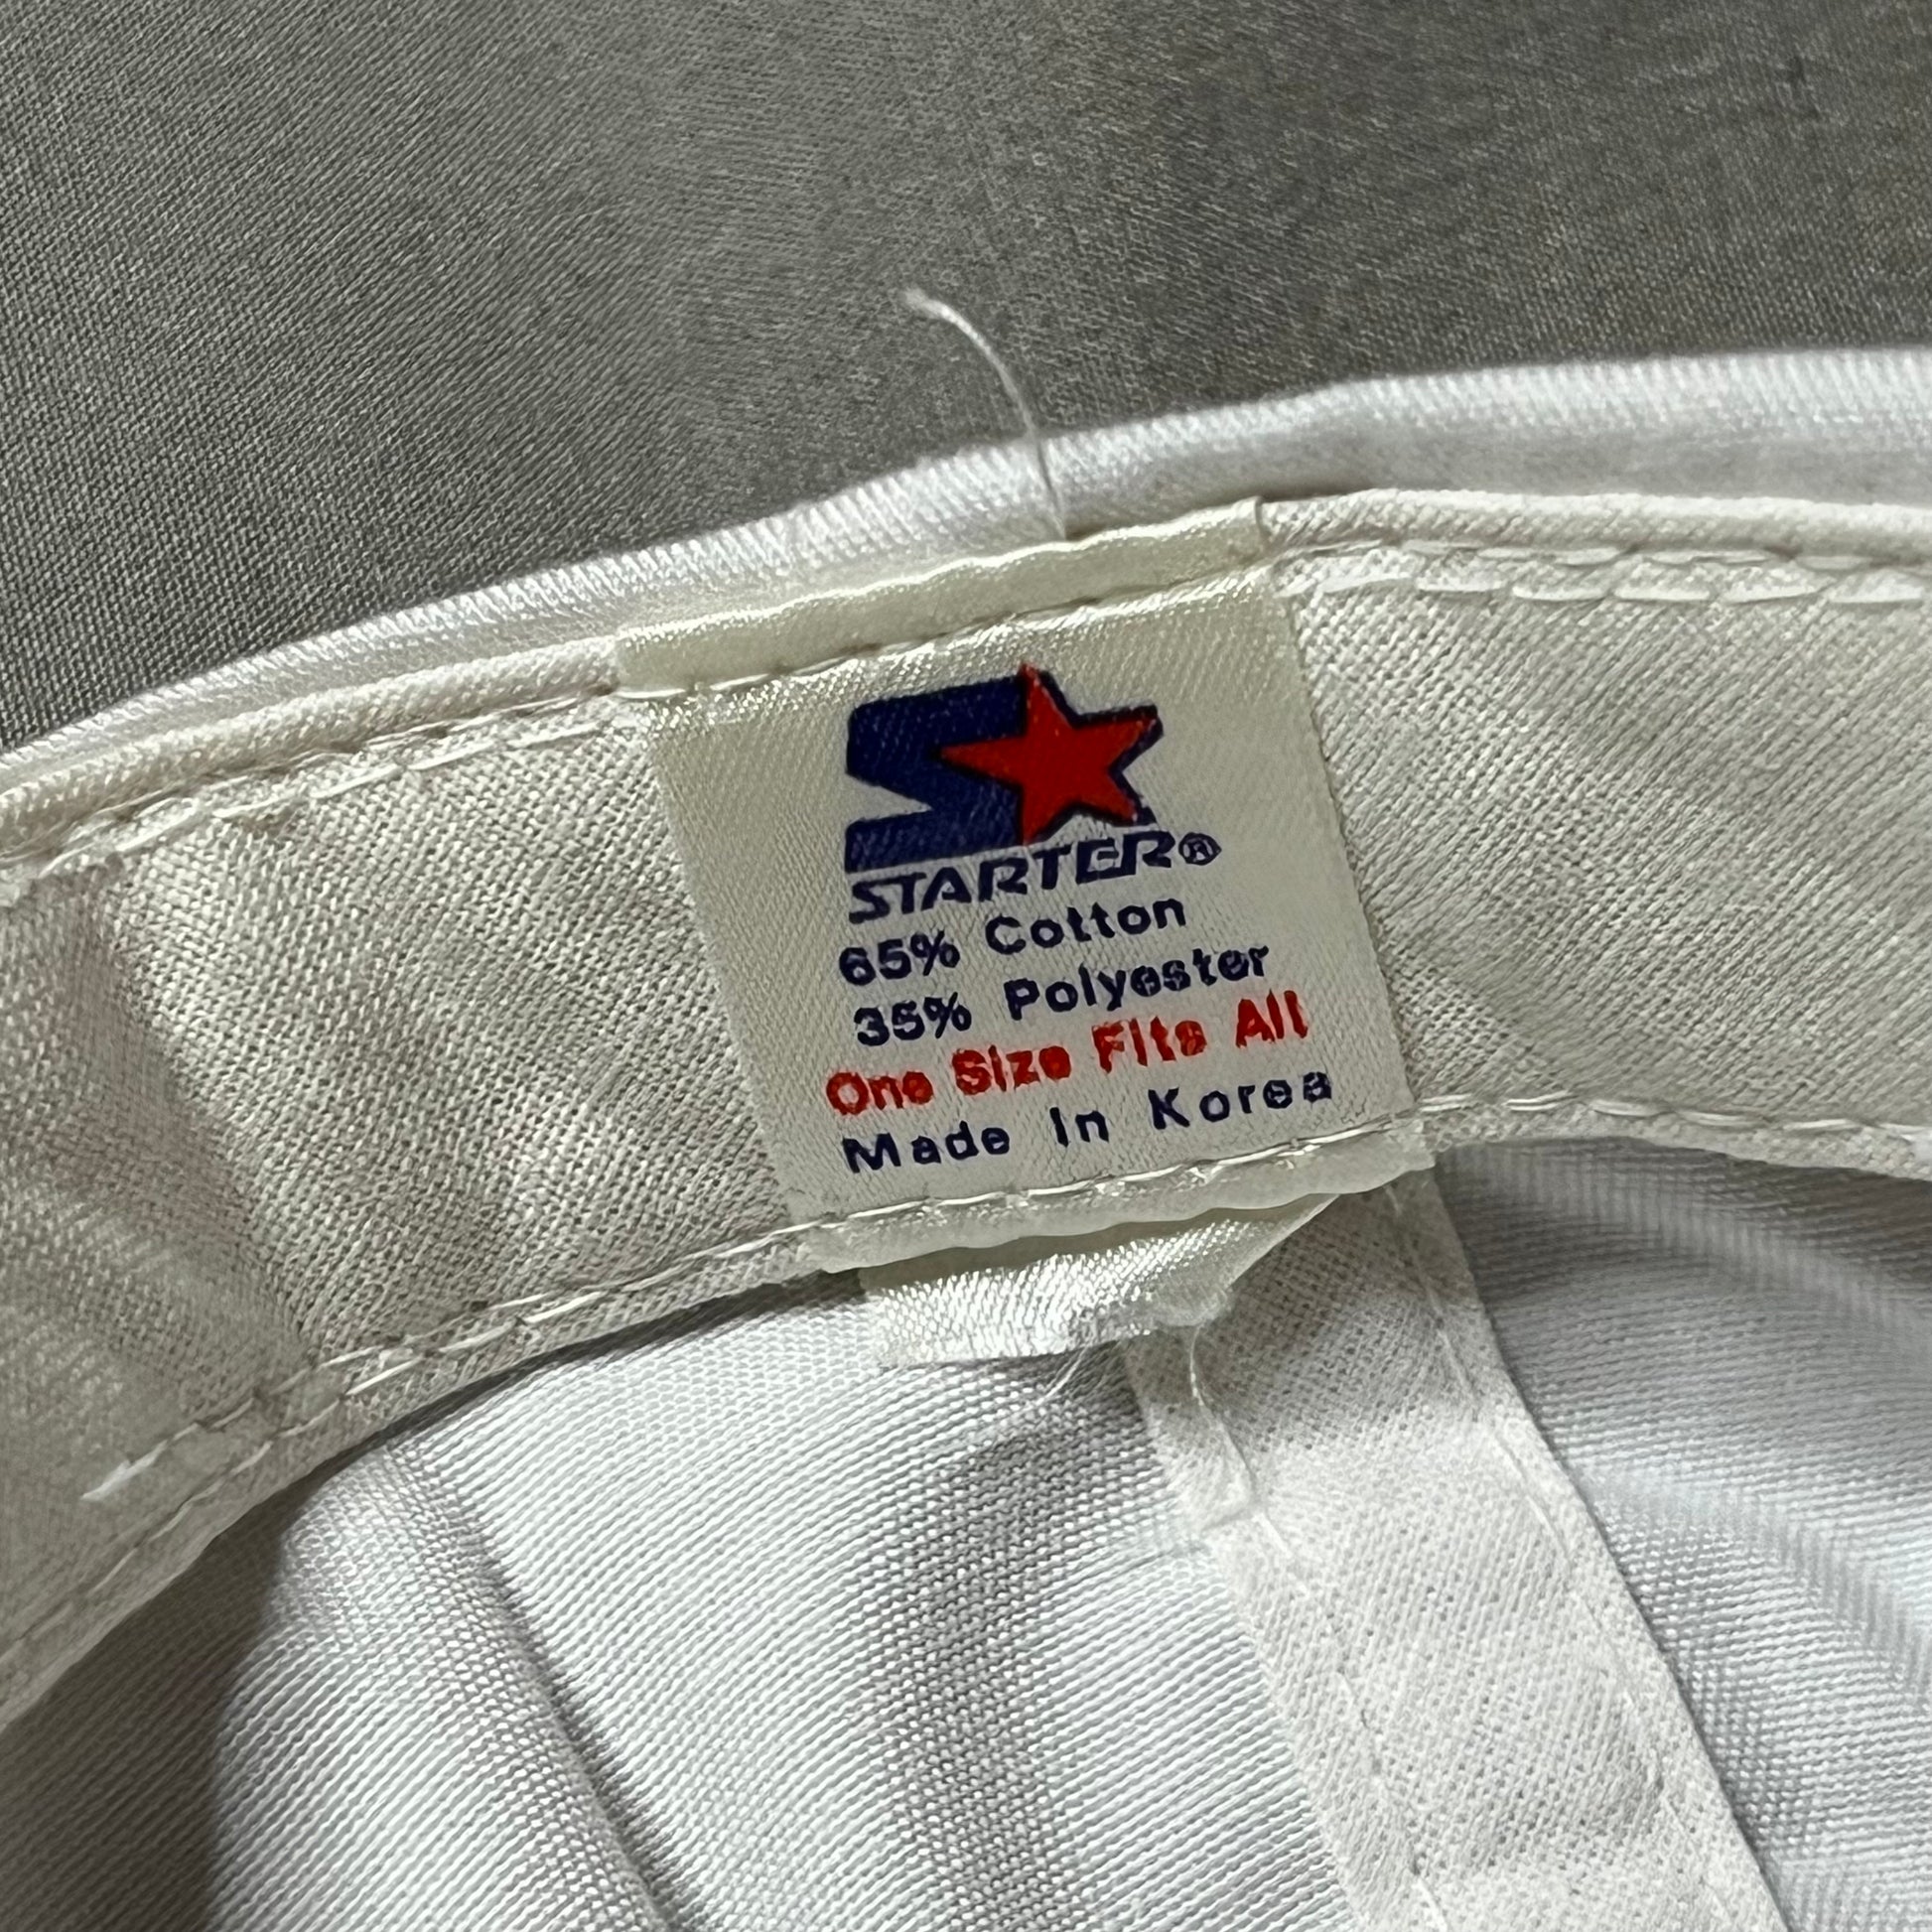 STARTER®
65% Cotton
35% Polyester
One Size Fits All
Made In Korea